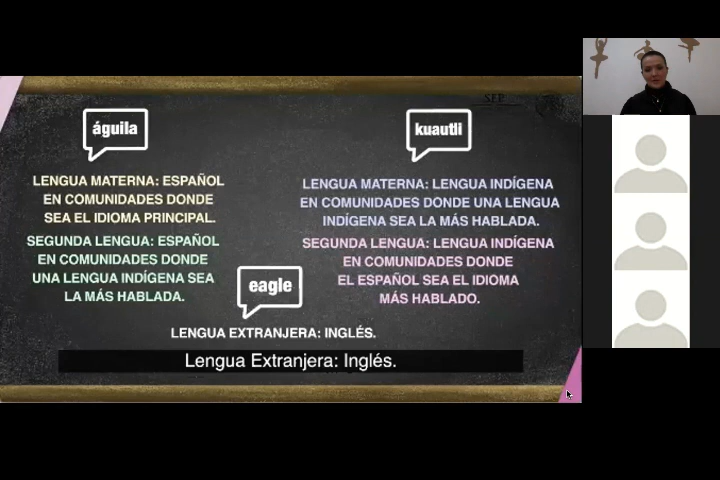 SEP
águila
LENGUA MATERNA: ESPAÑOL
EN COMUNIDADES DONDE
SEA EL IDIOMA PRINCIPAL.
SEGUNDA LENGUA: ESPAÑOL
EN COMUNIDADES DONDE
UNA LENGUA INDÍGENA SEA
LA MÁS HABLADA.
kuautli
LENGUA MATERNA: LENGUA INDÍGENA
EN COMUNIDADES DONDE UNA LENGUA
INDÍGENA SEA LA MÁS HABLADA.
SEGUNDA LENGUA: LENGUA INDÍGENA
EN COMUNIDADES DONDE
EL ESPAÑOL SEA EL IDIOMA
MÁS HABLADO.
eagle
LENGUA EXTRANJERA: INGLÉS.
Lengua Extranjera: Inglés.